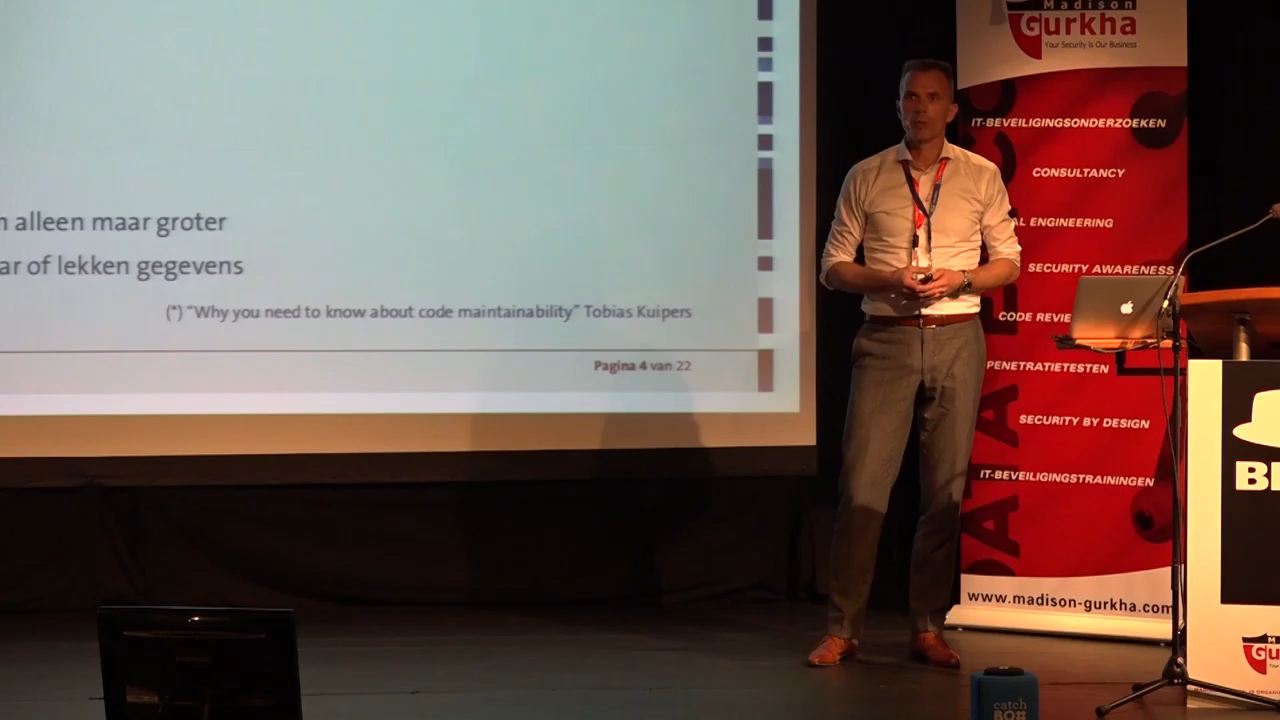 alleen maar groter
of lekken gegevens
(*) “Why you need to know about code maintainability” Tobias Kuipers
Pagina 4 van 22
Madison
Gurkha
Your Security is Our Business
IT-BEVEILIGINGSONDERZOEKEN
CONSULTANCY
ENGINEERING
SECURITY AWARENESS
CODE
PENETRATIETESTEN
SECURITY BY DESIGN
IT-BEVEILIGINGSTRAININGEN
www.madison-gurkha.com
catch
BOX